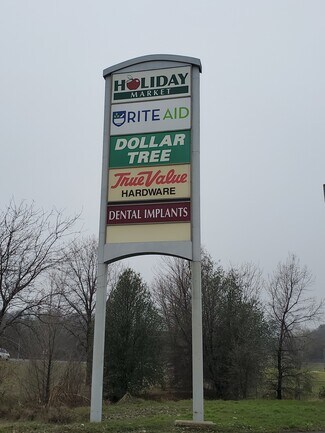 HOLIDAY
MARKET
RITE AID
DOLLAR
TREE
True Value
HARDWARE
DENTAL IMPLANTS